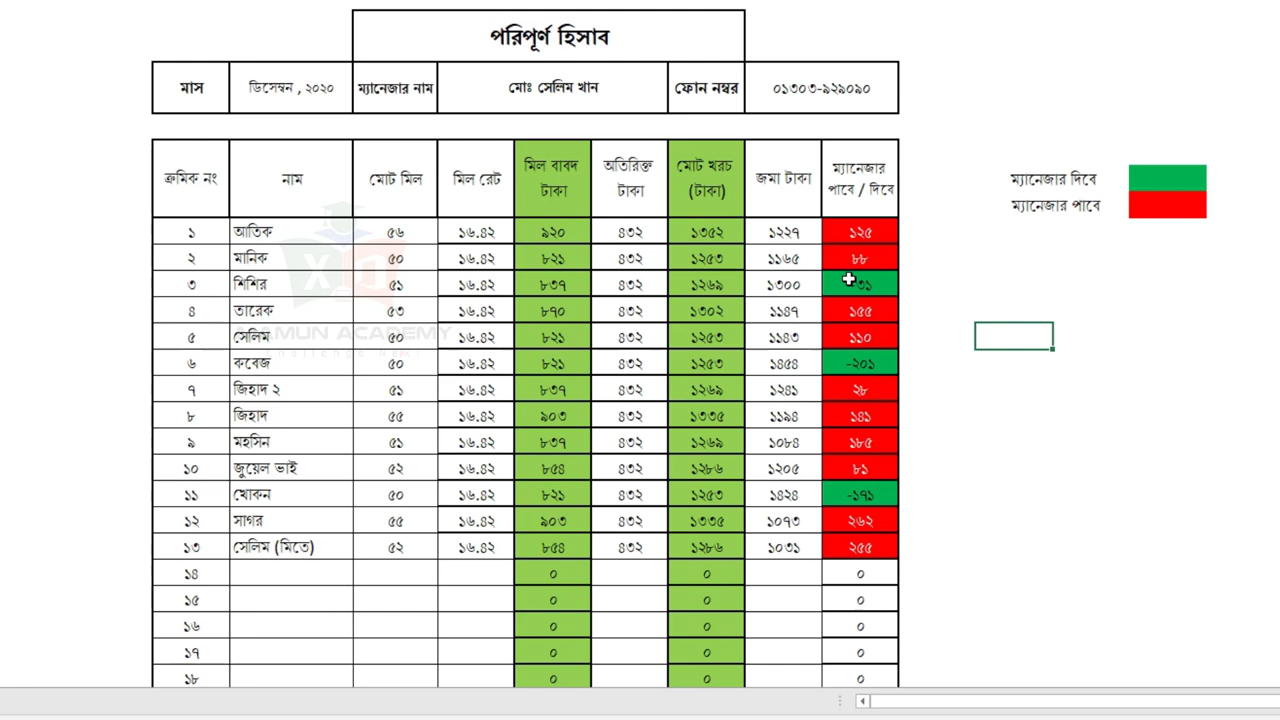 পরিপূর্ণ হিসাব
মাস ডিসেম্বন , ২০২০ ম্যানেজার নাম মোঃ সেলিম খান ফোন নম্বর ০১৩০৩-৯২৯০৯০
ক্রমিক নং নাম মোট মিল মিল রেট মিল বাবদ টাকা অতিরিক্ত টাকা মোট খরচ (টাকা) জমা টাকা ম্যানেজার পাবে / দিবে
ম্যানেজার দিবে
ম্যানেজার পাবে
১ আতিক ৫৬ ১৬.৪২ ৯২০ ৪৩২ ১৩৫২ ১২২৭ ১২৫
২ মানিক ৫০ ১৬.৪২ ৮২১ ৪৩২ ১২৫৩ ১১৬৫ ৮৮
৩ শিশির ৫১ ১৬.৪২ ৮৩৭ ৪৩২ ১২৬৯ ১৩০০ ৩১
৪ তারেক ৫৩ ১৬.৪২ ৮৭০ ৪৩২ ১৩০২ ১১৪৭ ১৫৫
MAMUN ACADEMY
৫ সেলিম ৫০ ১৬.৪২ ৮২১ ৪৩২ ১২৫৩ ১১৪৩ ১১০
৬ কবেজ ৫০ ১৬.৪২ ৮২১ ৪৩২ ১২৫৩ ১৪৫৪ -২০১
৭ জিহাদ ২ ৫১ ১৬.৪২ ৮৩৭ ৪৩২ ১২৬৯ ১২৪১ ২৮
৮ জিহাদ ৫৫ ১৬.৪২ ৯০৩ ৪৩২ ১৩৩৫ ১১৯৪ ১৪১
৯ মহসিন ৫১ ১৬.৪২ ৮৩৭ ৪৩২ ১২৬৯ ১০৮৪ ১৮৫
১০ জুয়েল ভাই ৫২ ১৬.৪২ ৮৫৪ ৪৩২ ১২৮৬ ১২০৫ ৮১
১১ খোকন ৫০ ১৬.৪২ ৮২১ ৪৩২ ১২৫৩ ১৪২৪ -১৭১
১২ সাগর ৫৫ ১৬.৪২ ৯০৩ ৪৩২ ১৩৩৫ ১০৭৩ ২৬২
১৩ সেলিম (মিতে) ৫২ ১৬.৪২ ৮৫৪ ৪৩২ ১২৮৬ ১০৩১ ২৫৫
১৪ ০ ০ ০
১৫ ০ ০ ০
১৬ ০ ০ ০
১৭ ০ ০ ০
১৮ ০ ০ ০